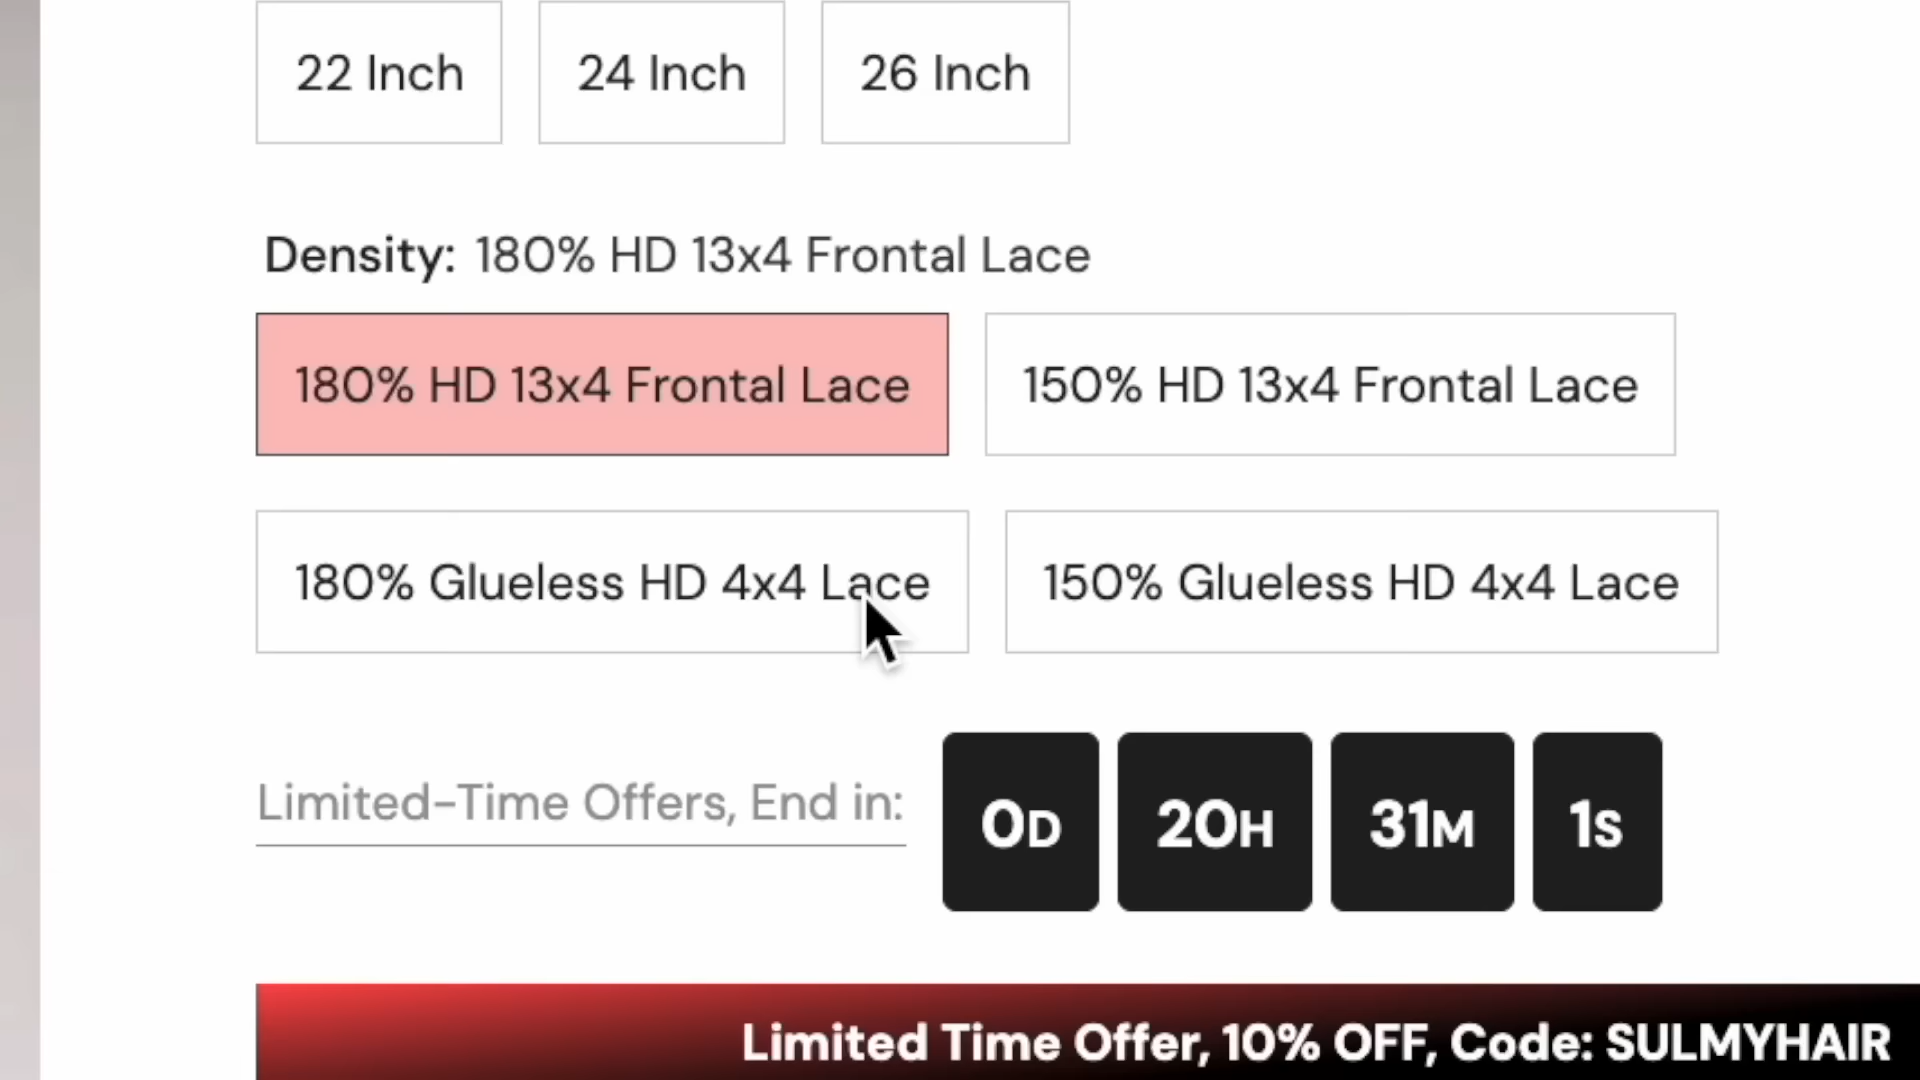 22 Inch 24 Inch 26 Inch
Density: 180% HD 13x4 Frontal Lace
180% HD 13x4 Frontal Lace 150% HD 13x4 Frontal Lace
180% Glueless HD 4x4 Lace 150% Glueless HD 4x4 Lace
Limited-Time Offers, End in: 0D 20H 31M 1S
Limited Time Offer, 10% OFF, Code: SULMYHAIR